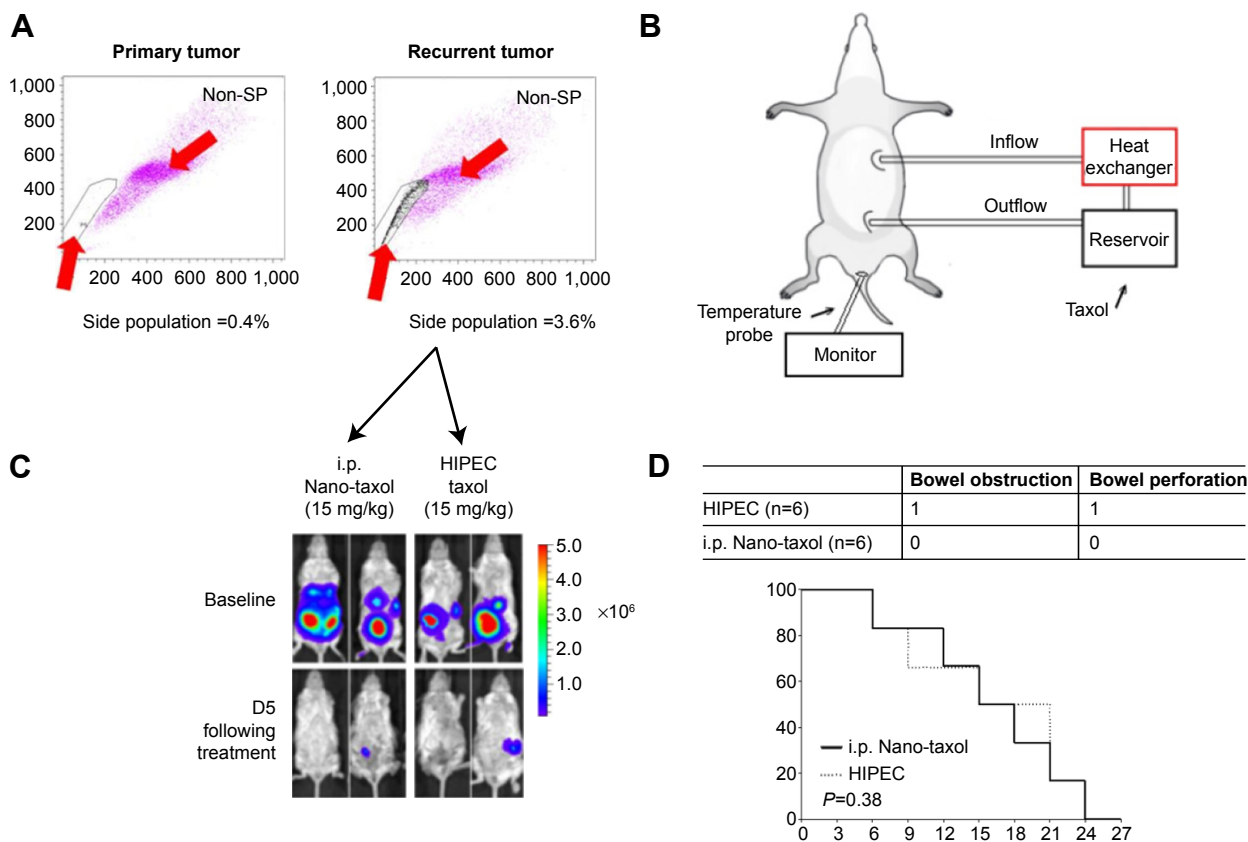 A
Primary tumor
Non-SP
1,000
800
600
400
200
200 400 600 800 1,000
Side population =0.4%
Recurrent tumor
Non-SP
1,000
800
600
400
200
200 400 600 800 1,000
Side population =3.6%
B
Inflow
Heat
exchanger
Outflow
Reservoir
Taxol
Temperature
probe
Monitor
C
i.p.
Nano-taxol
(15 mg/kg)
HIPEC
taxol
(15 mg/kg)
Baseline
D5
following
treatment
5.0
4.0
3.0
2.0
1.0
×10⁶
D
Bowel obstruction Bowel perforation
HIPEC (n=6) 1 1
i.p. Nano-taxol (n=6) 0 0
100
80
60
40
20
0
i.p. Nano-taxol
HIPEC
P=0.38
0 3 6 9 12 15 18 21 24 27